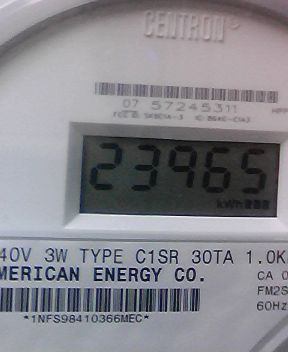 CENTRON®
07 57245311
23965
kWh
40V 3W TYPE C1SR 30TA 1.0K
MERICAN ENERGY CO.
CA 0
FM2S
60Hz
*1NFS98410366MEC*